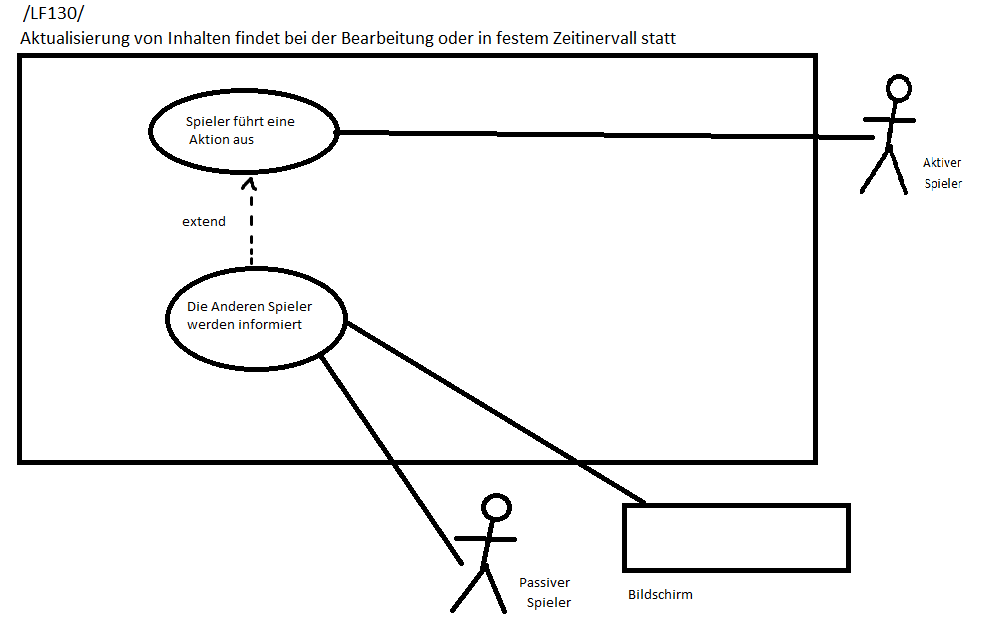 /LF130/
Aktualisierung von Inhalten findet bei der Bearbeitung oder in festem Zeitinervall statt
Spieler führt eine
Aktion aus
Aktiver
Spieler
extend
Die Anderen Spieler
werden informiert
Passiver
Spieler
Bildschirm